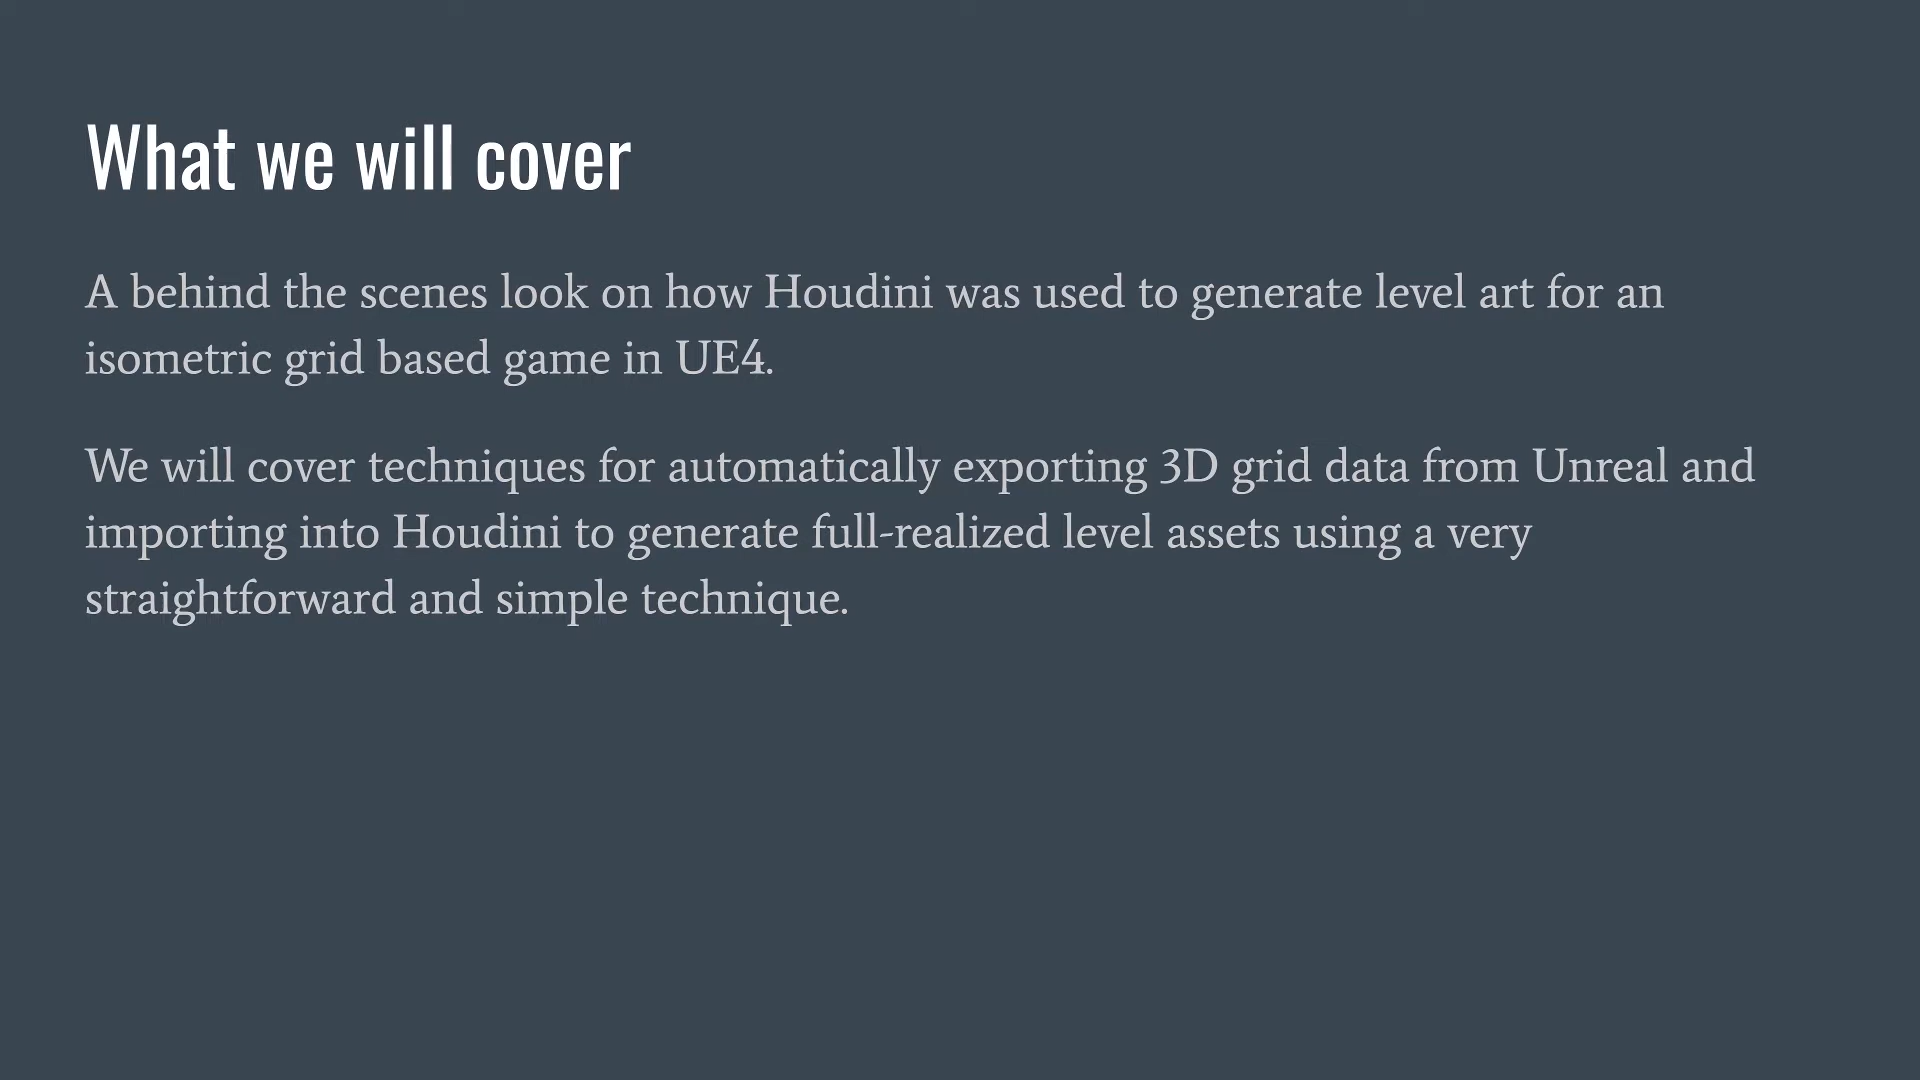 What we will cover
A behind the scenes look on how Houdini was used to generate level art for an
isometric grid based game in UE4.
We will cover techniques for automatically exporting 3D grid data from Unreal and
importing into Houdini to generate full-realized level assets using a very
straightforward and simple technique.